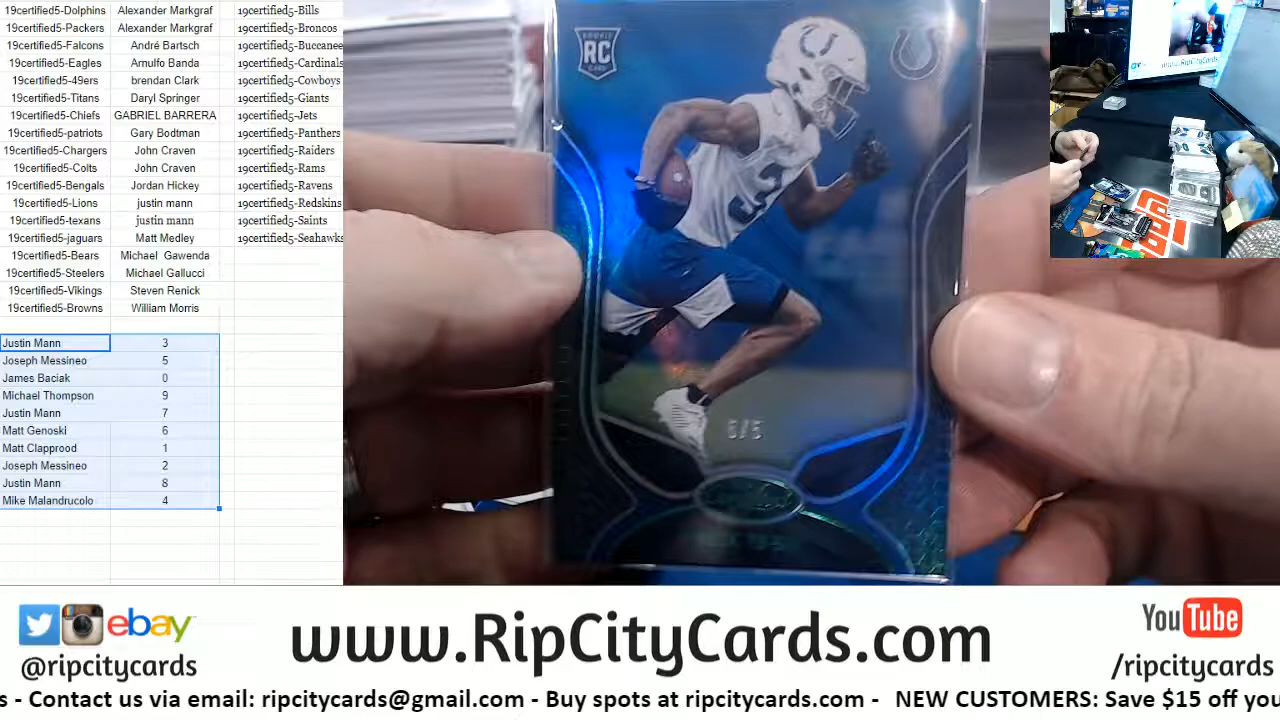 19certified5-Dolphins Alexander Markgraf 19certified5-Bills
19certified5-Packers Alexander Markgraf 19certified5-Broncos
19certified5-Falcons André Bartsch 19certified5-Buccanee
19certified5-Eagles Arnulfo Banda 19certified5-Cardinals
19certified5-49ers brendan Clark 19certified5-Cowboys
19certified5-Titans Daryl Springer 19certified5-Giants
19certified5-Chiefs GABRIEL BARRERA 19certified5-Jets
19certified5-patriots Gary Bodtman 19certified5-Panthers
19certified5-Chargers John Craven 19certified5-Raiders
19certified5-Colts John Craven 19certified5-Rams
19certified5-Bengals Jordan Hickey 19certified5-Ravens
19certified5-Lions justin mann 19certified5-Redskins
19certified5-texans justin mann 19certified5-Saints
19certified5-jaguars Matt Medley 19certified5-Seahawks
19certified5-Bears Michael Gawenda
19certified5-Steelers Michael Gallucci
19certified5-Vikings Steven Renick
19certified5-Browns William Morris
Justin Mann 3
Joseph Messineo 5
James Baciak 0
Michael Thompson 9
Justin Mann 7
Matt Genoski 6
Matt Clapprood 1
Joseph Messineo 2
Justin Mann 8
Mike Malandrucolo 4
ROOKIE
RC
CARD
5/5
www.RipCityCards
ebay
@ripcitycards
www.RipCityCards.com
YouTube
/ripcitycards
s - Contact us via email: ripcitycards@gmail.com - Buy spots at ripcitycards.com - NEW CUSTOMERS: Save $15 off you